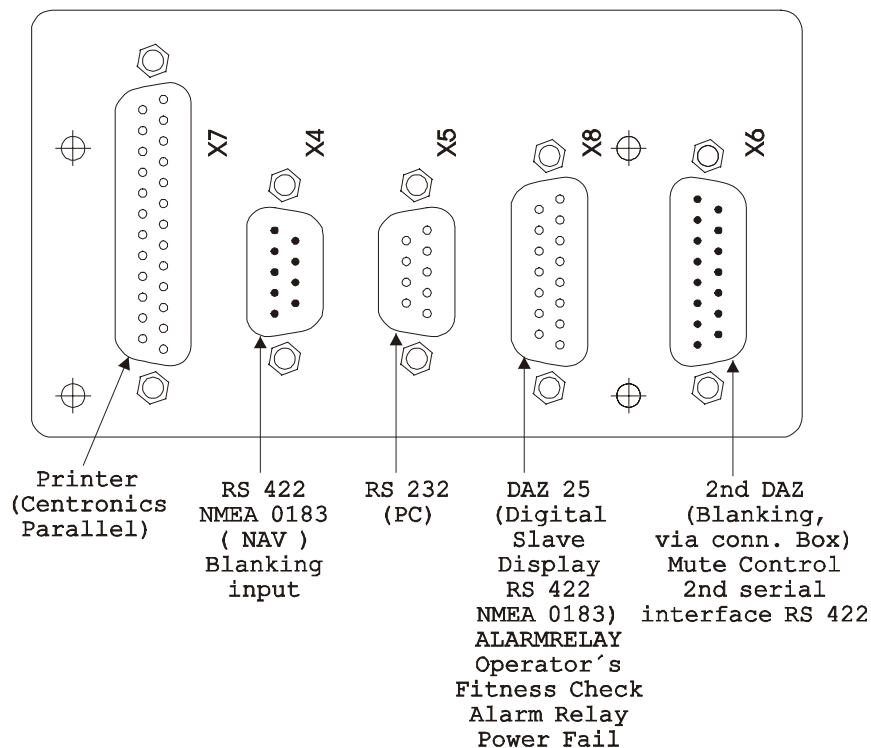 X7
X4
X5
X8
X6
Printer
(Centronics
Parallel)
RS 422
NMEA 0183
( NAV )
Blanking
input
RS 232
(PC)
DAZ 25
(Digital
Slave
Display
RS 422
NMEA 0183)
ALARMRELAY
Operator´s
Fitness Check
Alarm Relay
Power Fail
2nd DAZ
(Blanking,
via conn. Box)
Mute Control
2nd serial
interface RS 422